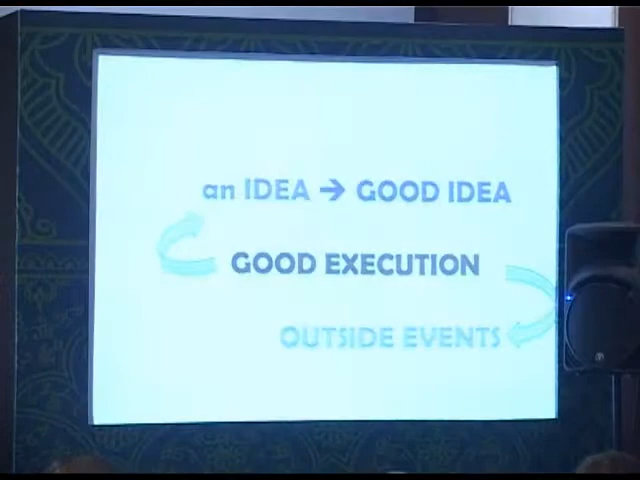 an IDEA → GOOD IDEA
GOOD EXECUTION
OUTSIDE EVENTS